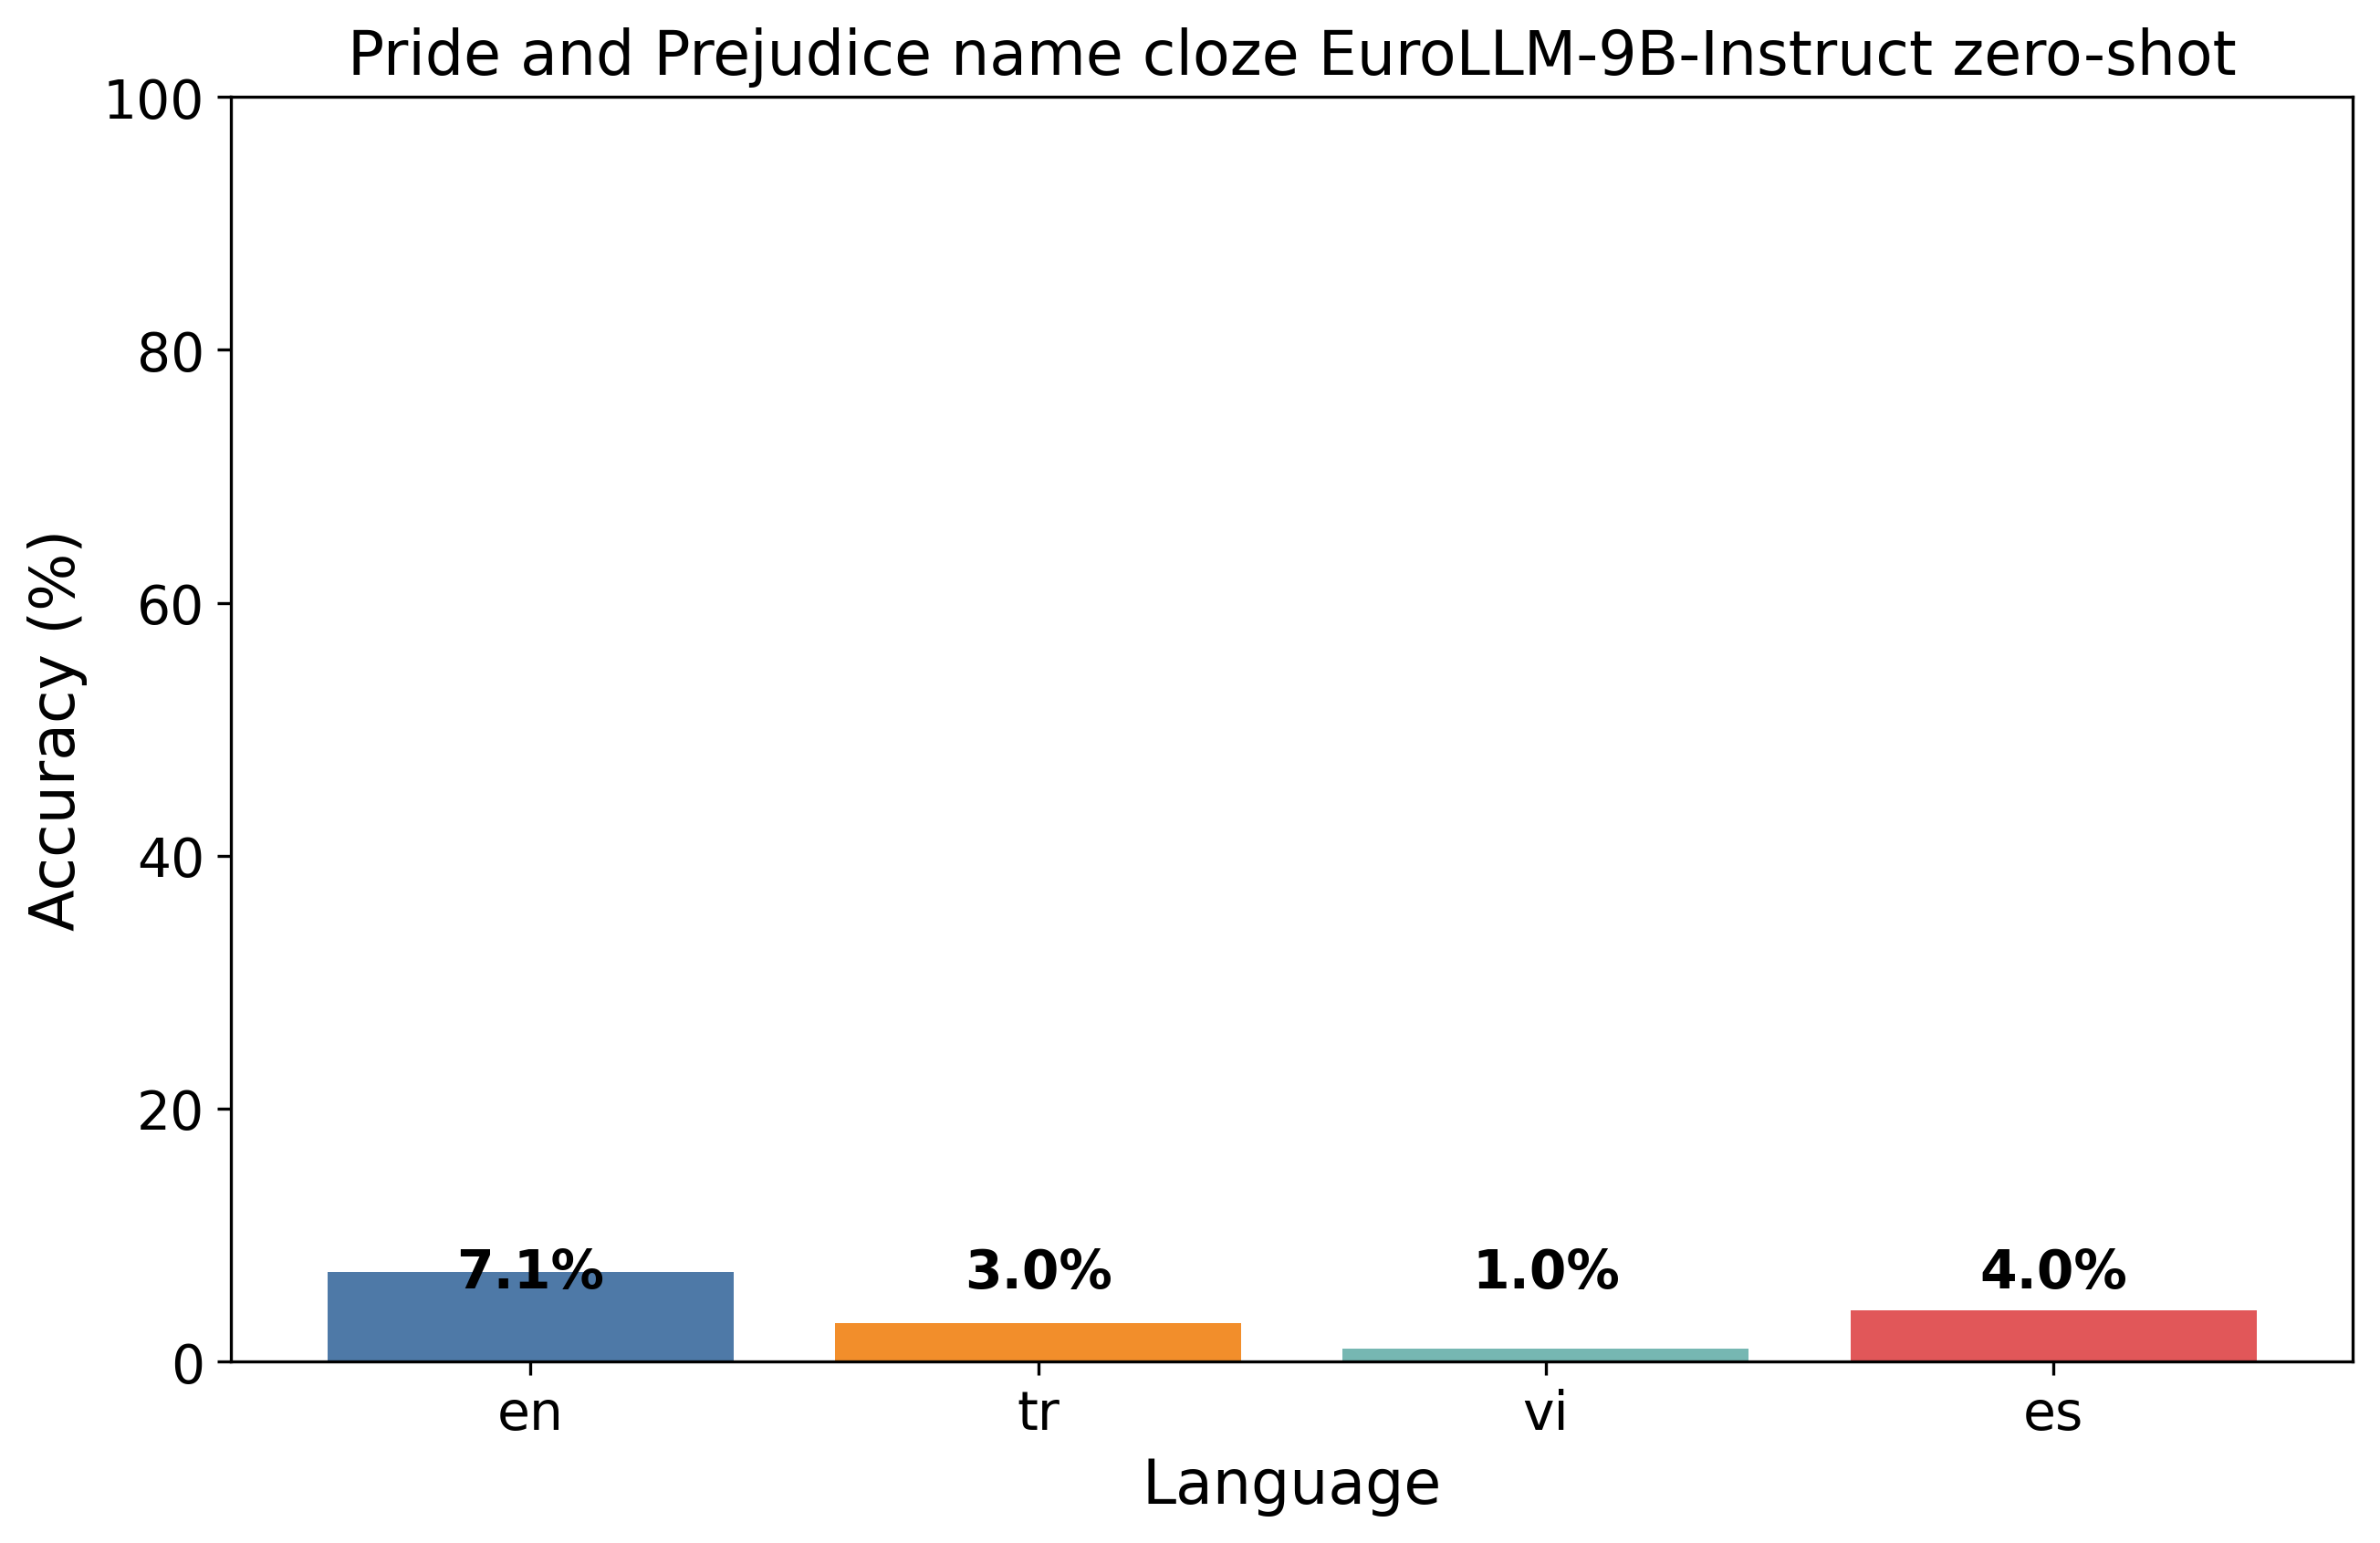 Pride and Prejudice name cloze EuroLLM-9B-Instruct zero-shot
100
80
60
40
20
0
Accuracy (%)
7.1%
3.0%
1.0%
4.0%
en
tr
vi
es
Language